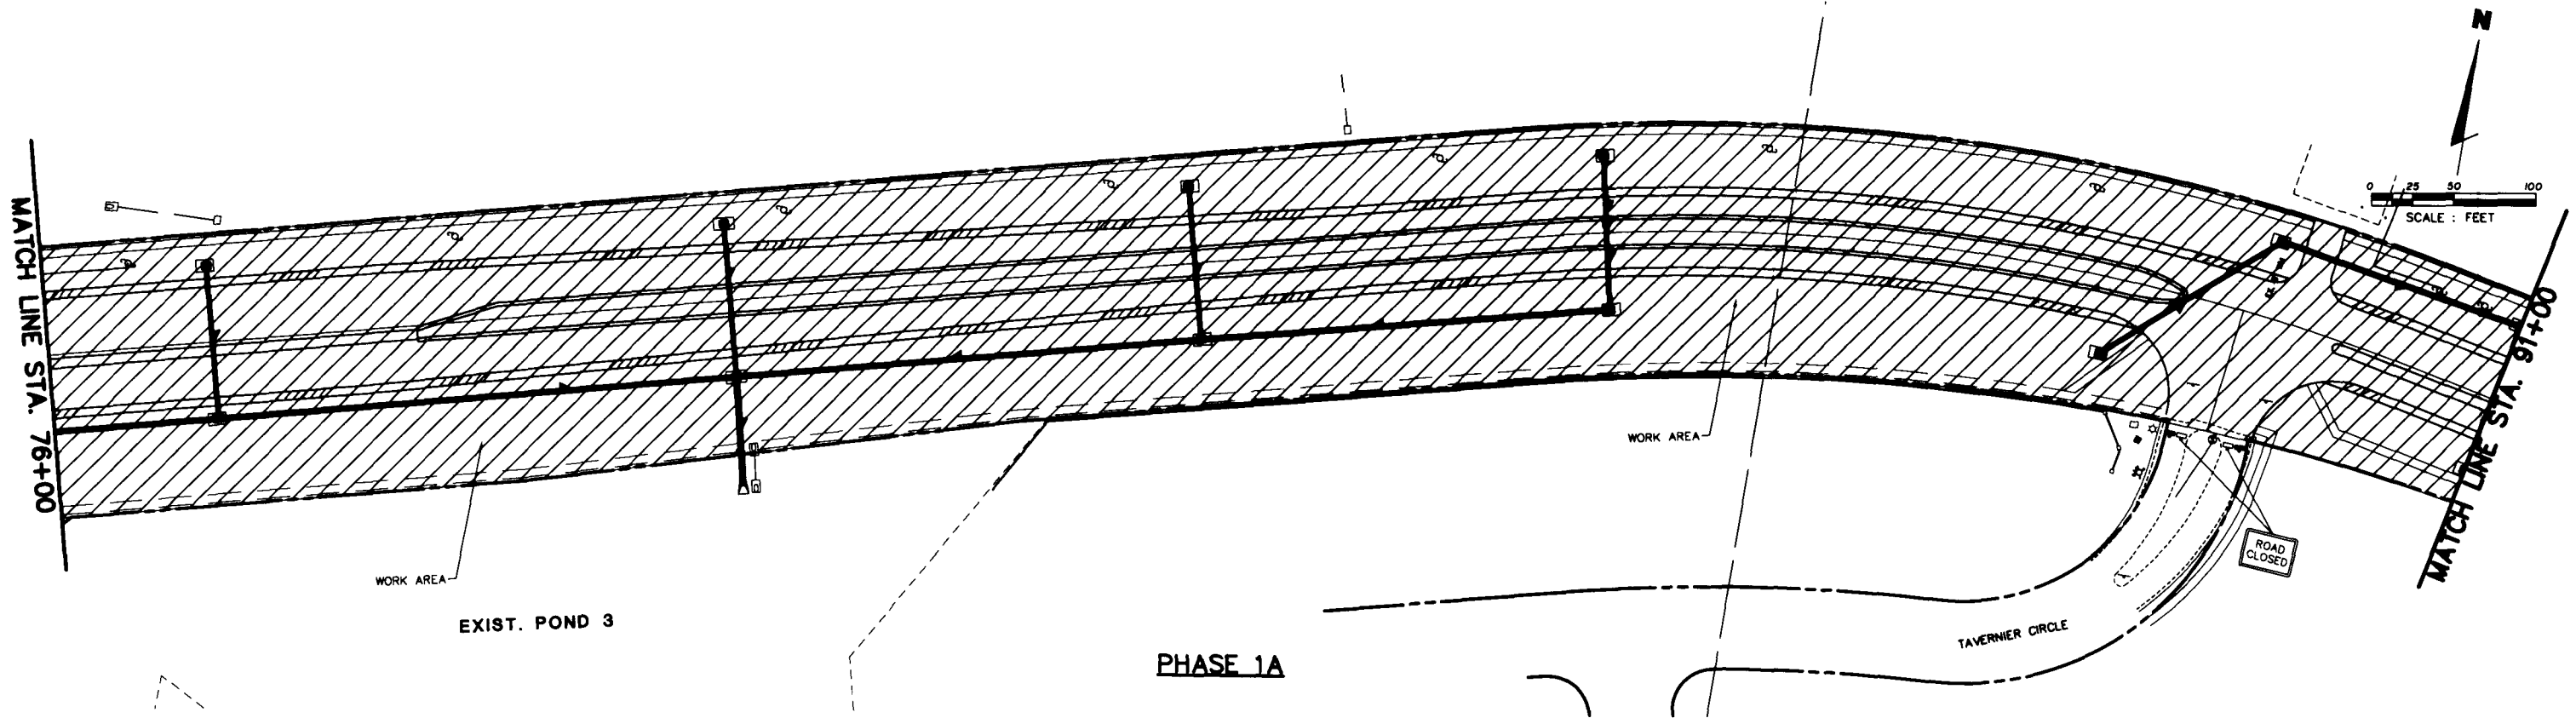 N
0 25 50 100
SCALE : FEET
MATCH LINE STA. 76+00
MATCH LINE STA. 91+00
WORK AREA
WORK AREA
ROAD
CLOSED
EXIST. POND 3
TAVERNIER CIRCLE
PHASE 1A